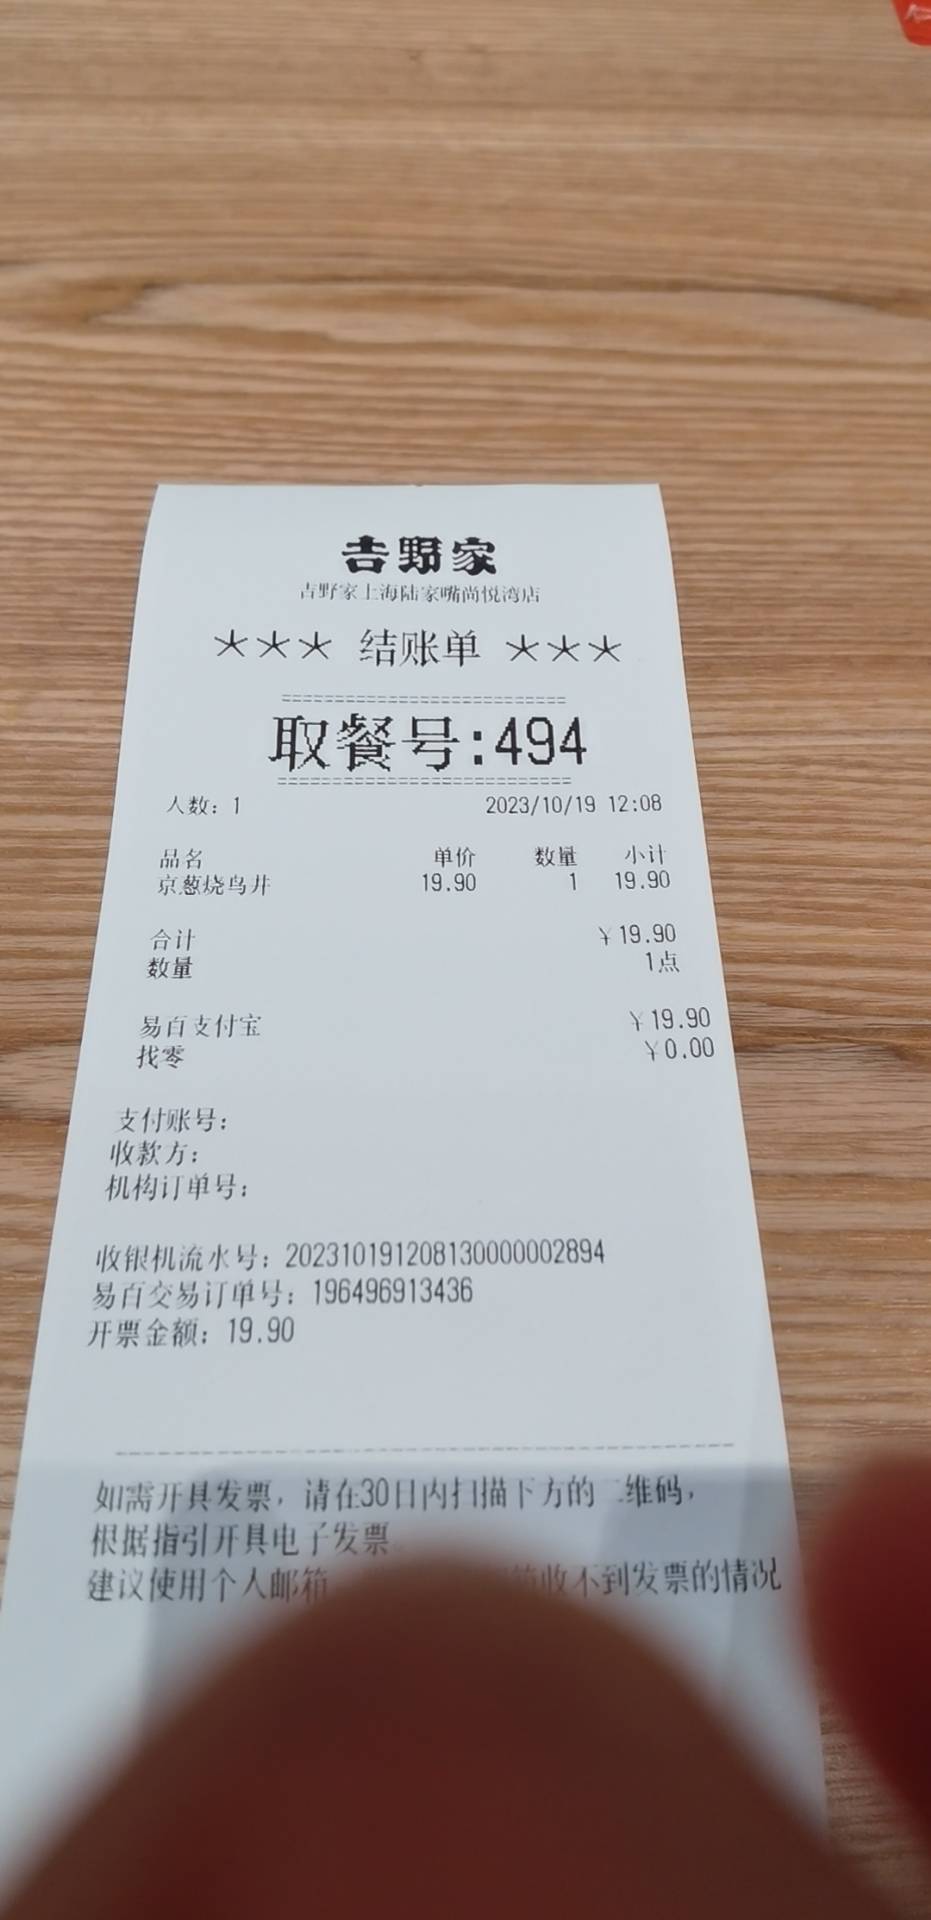 吉野家
吉野家上海陆家嘴尚悦湾店
*** 结账单 ***
============================
取餐号:494
============================
人数: 1 2023/10/19 12:08
品名 单价 数量 小计
京葱烧鸟丼 19.90 1 19.90
合计 ¥19.90
数量 1点
易百支付宝 ¥19.90
找零 ¥0.00
支付账号:
收款方:
机构订单号:
收银机流水号: 202310191208130000002894
易百交易订单号: 196496913436
开票金额: 19.90
如需开具发票, 请在30日内扫描下方的二维码,
根据指引开具电子发票
建议使用个人邮箱 收不到发票的情况